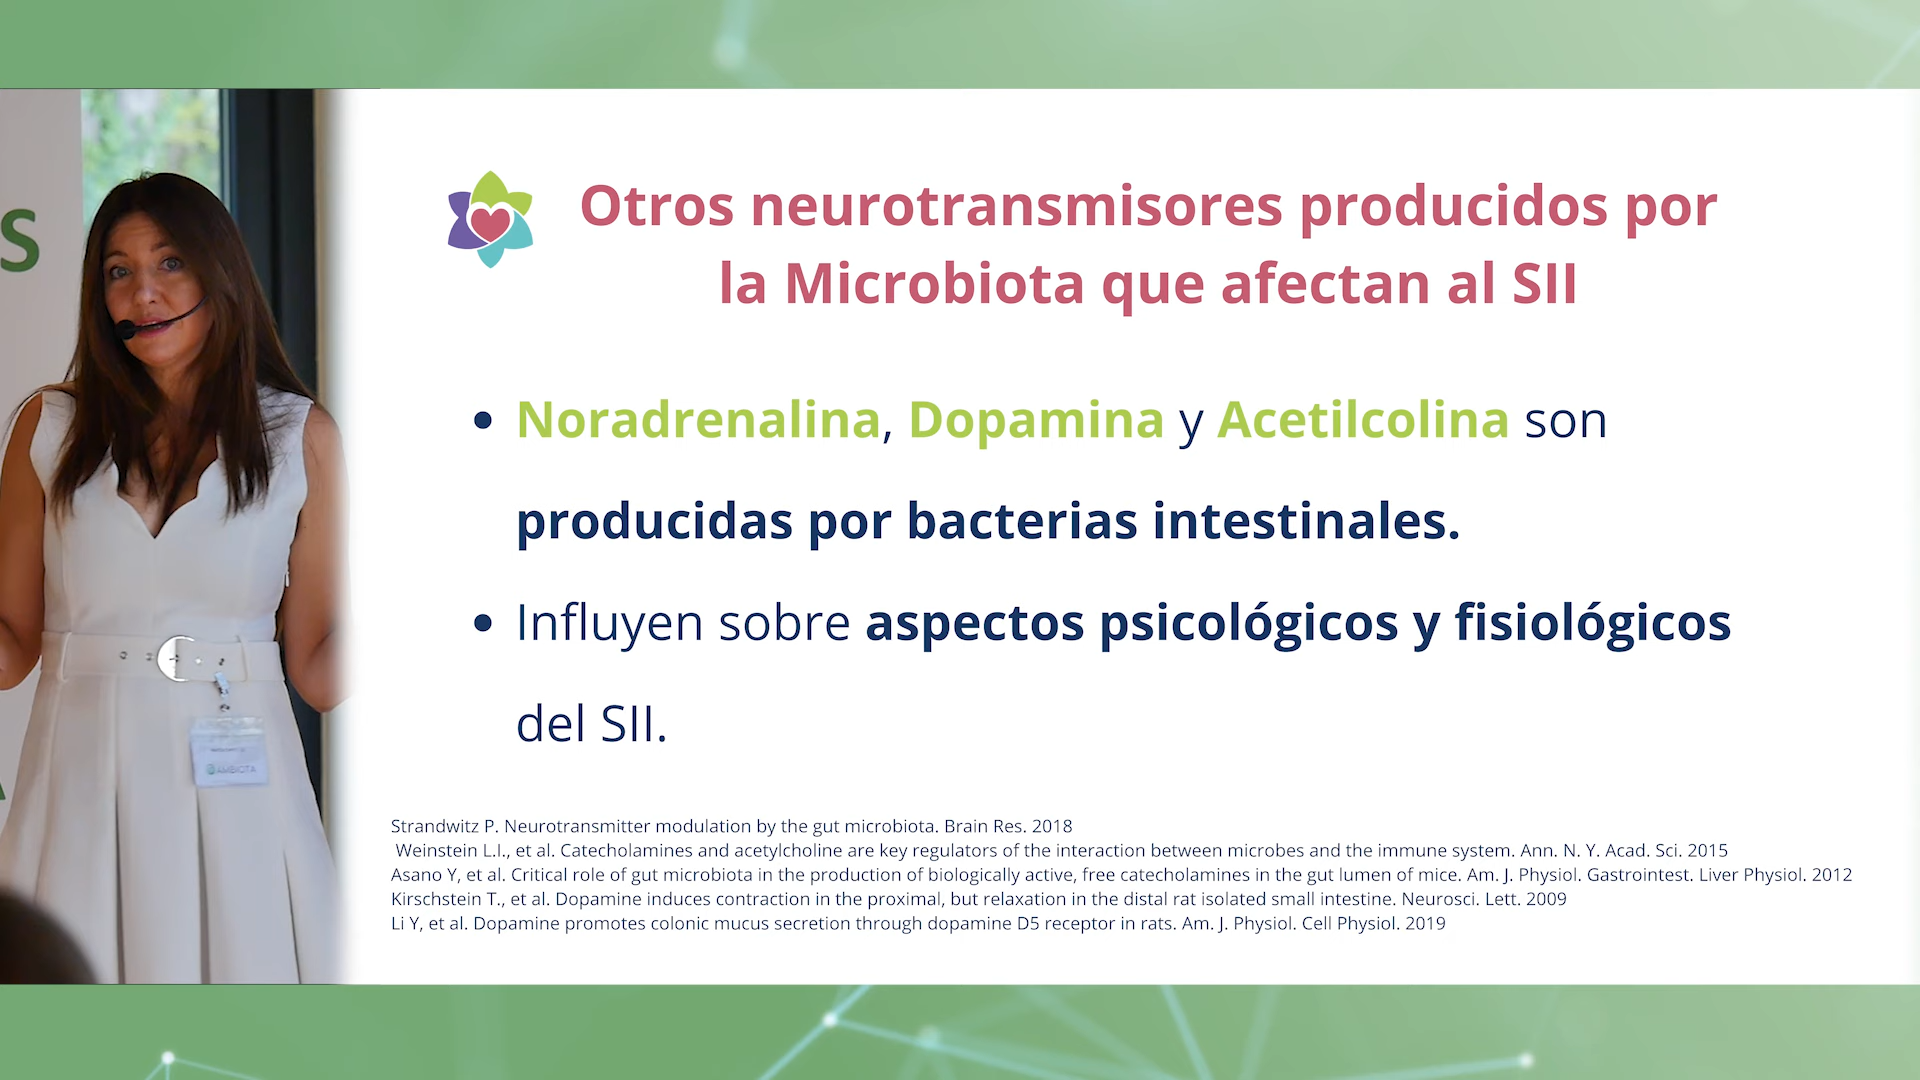 S
Otros neurotransmisores producidos por
la Microbiota que afectan al SII
• Noradrenalina, Dopamina y Acetilcolina son
producidas por bacterias intestinales.
• Influyen sobre aspectos psicológicos y fisiológicos
del SII.
AMBIOTA
Strandwitz P. Neurotransmitter modulation by the gut microbiota. Brain Res. 2018
Weinstein L.I., et al. Catecholamines and acetylcholine are key regulators of the interaction between microbes and the immune system. Ann. N. Y. Acad. Sci. 2015
Asano Y, et al. Critical role of gut microbiota in the production of biologically active, free catecholamines in the gut lumen of mice. Am. J. Physiol. Gastrointest. Liver Physiol. 2012
Kirschstein T., et al. Dopamine induces contraction in the proximal, but relaxation in the distal rat isolated small intestine. Neurosci. Lett. 2009
Li Y, et al. Dopamine promotes colonic mucus secretion through dopamine D5 receptor in rats. Am. J. Physiol. Cell Physiol. 2019